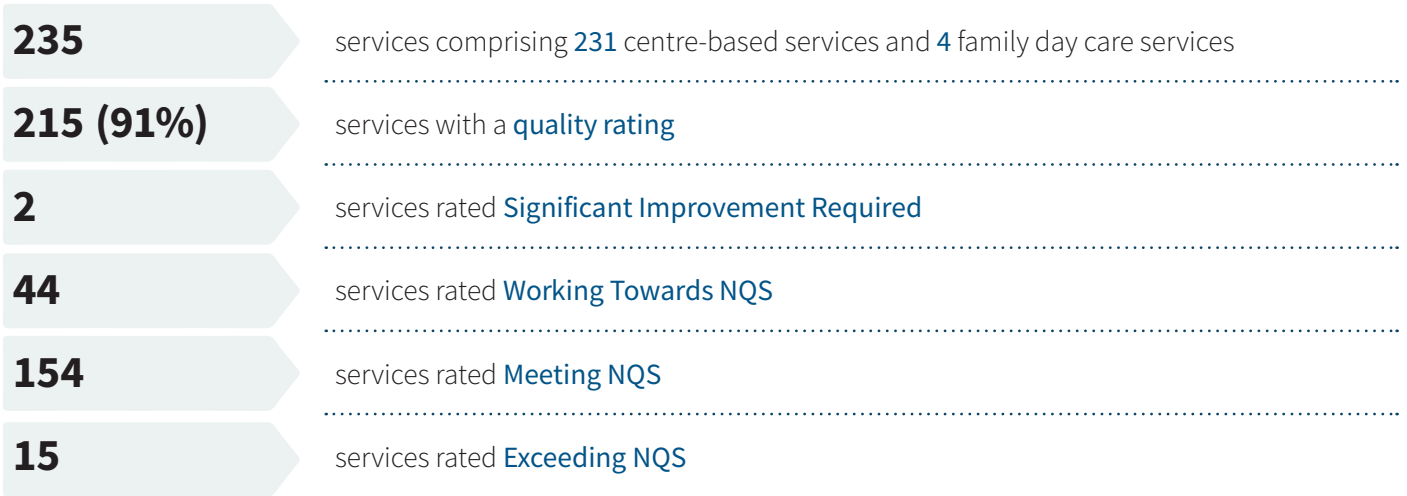 235 services comprising 231 centre-based services and 4 family day care services
215 (91%) services with a quality rating
2 services rated Significant Improvement Required
44 services rated Working Towards NQS
154 services rated Meeting NQS
15 services rated Exceeding NQS